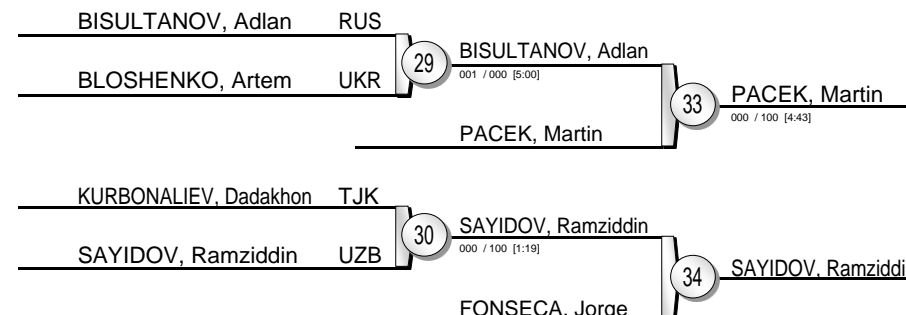 BISULTANOV, Adlan RUS
29
BISULTANOV, Adlan
001 / 000 [5:00]
BLOSHENKO, Artem UKR
33
PACEK, Martin
000 / 100 [4:43]
PACEK, Martin
KURBONALIEV, Dadakhon TJK
30
SAYIDOV, Ramziddin
000 / 100 [1:19]
SAYIDOV, Ramziddin UZB
34
SAYIDOV, Ramziddi
FONSECA, Jorge